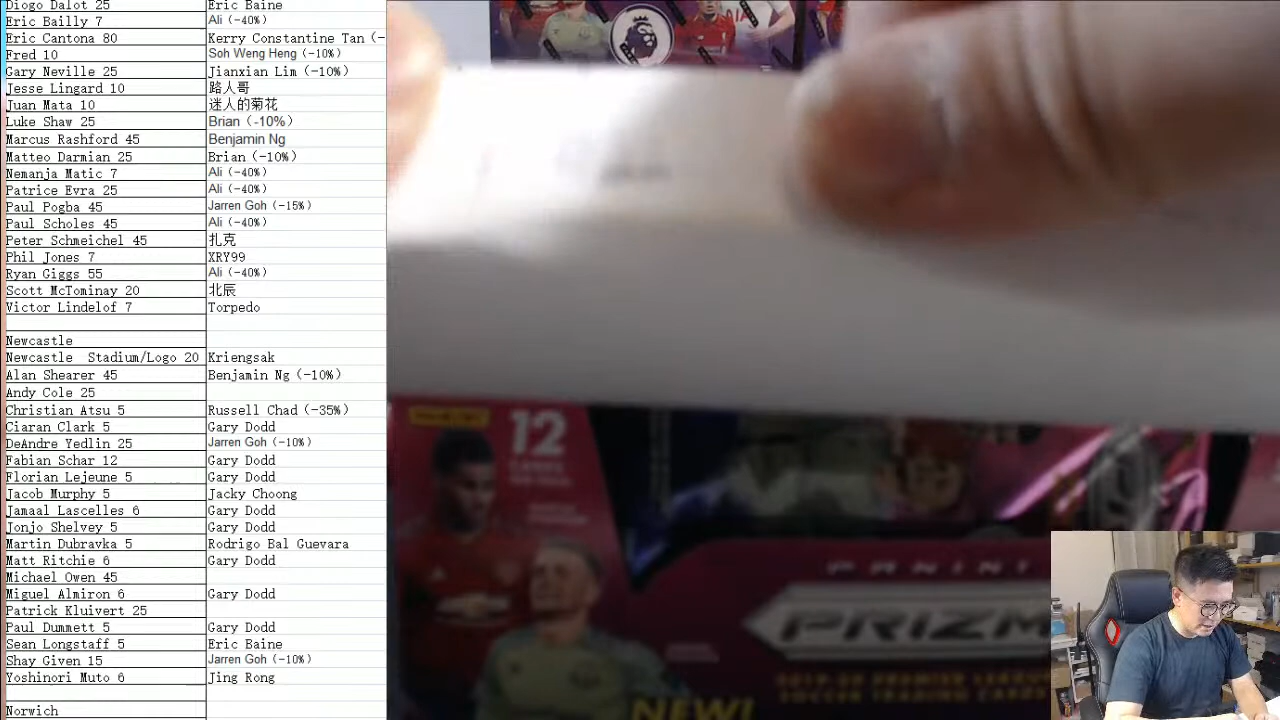 Diogo Dalot 25 Eric Baine
Eric Bailly 7 Ali (-40%)
Eric Cantona 80 Kerry Constantine Tan (-
Fred 10 Soh Weng Heng (-10%)
Gary Neville 25 Jianxian Lim (-10%)
Jesse Lingard 10 路人哥
Juan Mata 10 迷人的菊花
Luke Shaw 25 Brian (-10%)
Marcus Rashford 45 Benjamin Ng
Matteo Darmian 25 Brian (-10%)
Nemanja Matic 7 Ali (-40%)
Patrice Evra 25 Ali (-40%)
Paul Pogba 45 Jarren Goh (-15%)
Paul Scholes 45 Ali (-40%)
Peter Schmeichel 45 扎克
Phil Jones 7 XRY99
Ryan Giggs 55 Ali (-40%)
Scott McTominay 20 北辰
Victor Lindelof 7 Torpedo
Newcastle
Newcastle Stadium/Logo 20 Kriengsak
Alan Shearer 45 Benjamin Ng (-10%)
Andy Cole 25
Christian Atsu 5 Russell Chad (-35%)
Ciaran Clark 5 Gary Dodd
DeAndre Yedlin 25 Jarren Goh (-10%)
Fabian Schar 12 Gary Dodd
Florian Lejeune 5 Gary Dodd
Jacob Murphy 5 Jacky Choong
Jamaal Lascelles 6 Gary Dodd
Jonjo Shelvey 5 Gary Dodd
Martin Dubravka 5 Rodrigo Bal Guevara
Matt Ritchie 6 Gary Dodd
Michael Owen 45
Miguel Almiron 6 Gary Dodd
Patrick Kluivert 25
Paul Dummett 5 Gary Dodd
Sean Longstaff 5 Eric Baine
Shay Given 15 Jarren Goh (-10%)
Yoshinori Muto 6 Jing Rong
Norwich
12
CARDS
PANINI
PRIZM
2019-20 PREMIER LEAGUE
SOCCER TRADING CARDS
NEW!